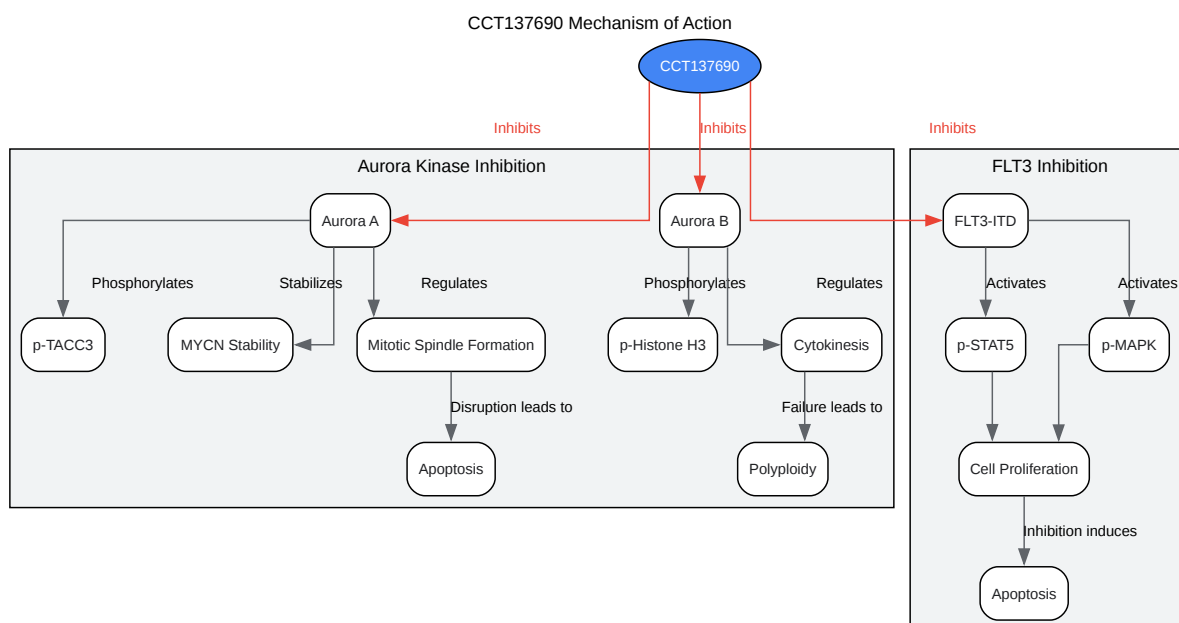 CCT137690 Mechanism of Action
CCT137690
Inhibits
Inhibits
Inhibits
Aurora Kinase Inhibition
FLT3 Inhibition
Aurora A
Aurora B
FLT3-ITD
Phosphorylates
Stabilizes
Regulates
Phosphorylates
Regulates
Activates
Activates
p-TACC3
MYCN Stability
Mitotic Spindle Formation
p-Histone H3
Cytokinesis
p-STAT5
p-MAPK
Disruption leads to
Failure leads to
Apoptosis
Polyploidy
Cell Proliferation
Inhibition induces
Apoptosis